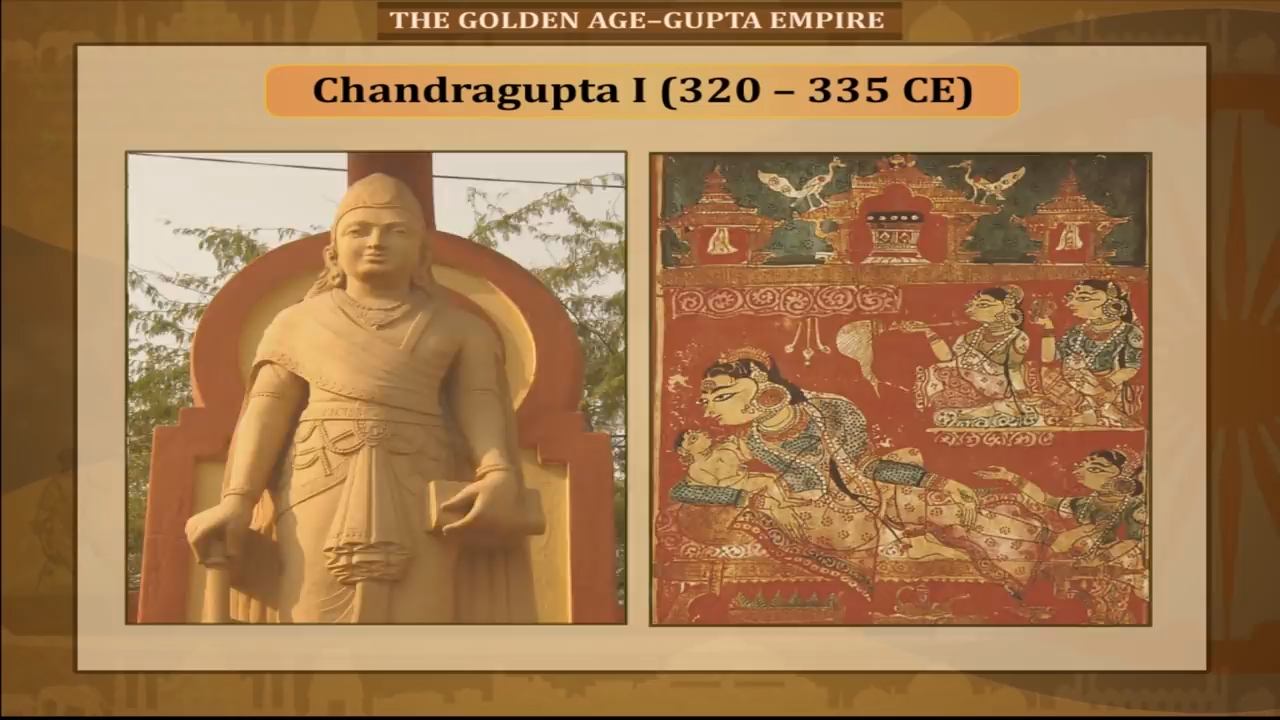 THE GOLDEN AGE–GUPTA EMPIRE
Chandragupta I (320 – 335 CE)